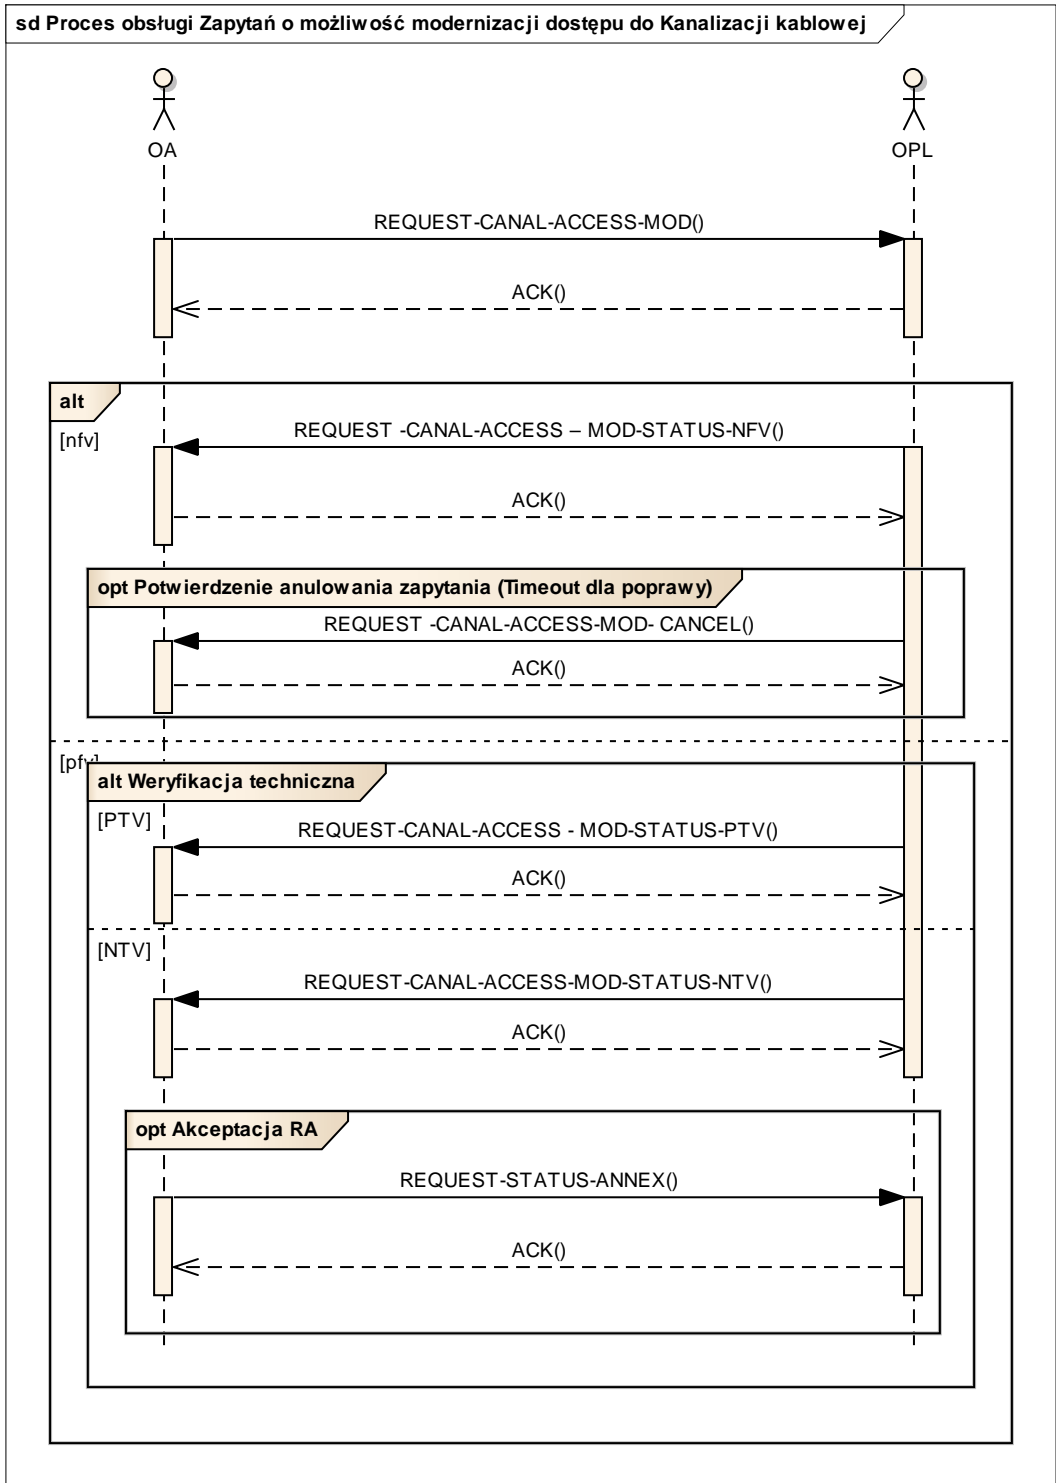 sd Proces obsługi Zapytań o możliwość modernizacji dostępu do Kanalizacji kablowej
OA
OPL
REQUEST-CANAL-ACCESS-MOD()
ACK()
alt
[nfv]
REQUEST -CANAL-ACCESS – MOD-STATUS-NFV()
ACK()
opt Potwierdzenie anulowania zapytania (Timeout dla poprawy)
REQUEST -CANAL-ACCESS-MOD- CANCEL()
ACK()
[pfv]
alt Weryfikacja techniczna
[PTV]
REQUEST-CANAL-ACCESS - MOD-STATUS-PTV()
ACK()
[NTV]
REQUEST-CANAL-ACCESS-MOD-STATUS-NTV()
ACK()
opt Akceptacja RA
REQUEST-STATUS-ANNEX()
ACK()